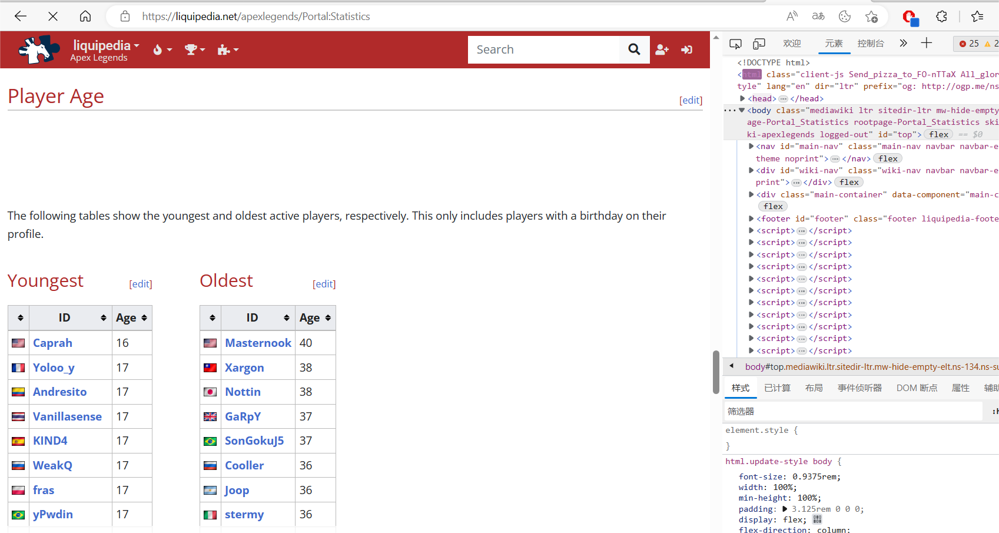 https://liquipedia.net/apexlegends/Portal:Statistics
liquipedia
Apex Legends
Search
Player Age
[edit]
The following tables show the youngest and oldest active players, respectively. This only includes players with a birthday on their
profile.
Youngest [edit]
ID Age
Caprah 16
Yoloo_y 17
Andresito 17
Vanillasense 17
KIND4 17
WeakQ 17
fras 17
yPwdin 17
Oldest [edit]
ID Age
Masternook 40
Xargon 38
Nottin 38
GaRpY 37
SonGokuJ5 37
Cooller 36
Joop 36
stermy 36
欢迎 元素 控制台 25 2
<!DOCTYPE html>
<html class="client-js Send_pizza_to_FO-nTTaX All_glor
tyle" lang="en" dir="ltr" prefix="og: http://ogp.me/ns
<head> ⋯ </head>
<body class="mediawiki ltr sitedir-ltr mw-hide-empty
age-Portal_Statistics rootpage-Portal_Statistics ski
ki-apexlegends logged-out" id="top"> flex == $0
<nav id="main-nav" class="main-nav navbar navbar-e
theme noprint"> ⋯ </nav> flex
<div id="wiki-nav" class="wiki-nav navbar navbar-e
print"> ⋯ </div> flex
<div class="main-container" data-component="main-c
flex
<footer id="footer" class="footer liquipedia-foote
<script> ⋯ </script>
<script> ⋯ </script>
<script> ⋯ </script>
<script> ⋯ </script>
<script> ⋯ </script>
<script> ⋯ </script>
<script> ⋯ </script>
<script> ⋯ </script>
<script> ⋯ </script>
<script> ⋯ </script>
<script> ⋯ </script>
body#top.mediawiki.ltr.sitedir-ltr.mw-hide-empty-elt.ns-134.ns-su
样式 已计算 布局 事件侦听器 DOM 断点 属性 辅助
筛选器 :h
element.style {
}
html.update-style body {
font-size: 0.9375rem;
width: 100%;
min-height: 100%;
padding: 3.125rem 0 0 0;
display: flex;
flex-direction: column;